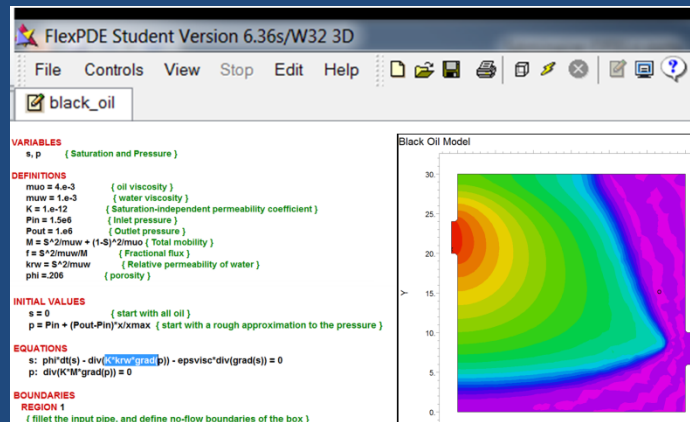 FlexPDE Student Version 6.36s/W32 3D
File Controls View Stop Edit Help
black_oil
VARIABLES
s, p { Saturation and Pressure }
DEFINITIONS
muo = 4.e-3 { oil viscosity }
muw = 1.e-3 { water viscosity }
K = 1.e-12 { Saturation-independent permeability coefficient }
Pin = 1.5e6 { Inlet pressure }
Pout = 1.e6 { Outlet pressure }
M = S^2/muw + (1-S)^2/muo { Total mobility }
f = S^2/muw/M { Fractional flux }
krw = S^2/muw { Relative permeability of water }
phi =.206 { porosity }
INITIAL VALUES
s = 0 { start with all oil }
p = Pin + (Pout-Pin)*x/xmax { start with a rough approximation to the pressure }
EQUATIONS
s: phi*dt(s) - div(K*krw*grad(p)) - epsvisc*div(grad(s)) = 0
p: div(K*M*grad(p)) = 0
BOUNDARIES
REGION 1
{ fillet the input pipe, and define no-flow boundaries of the box }
Black Oil Model
30.
25.
20.
Y
15.
10.
5.
0.
o